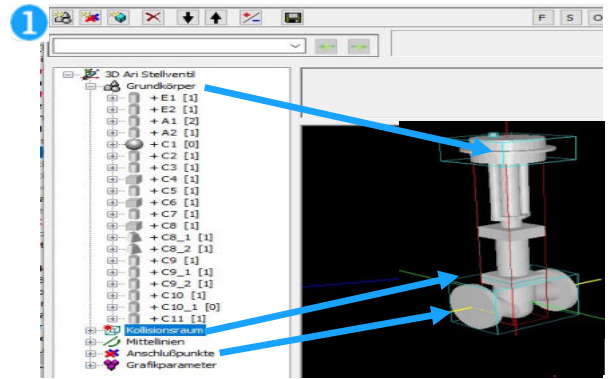 1
F S O
3D Ari Stellventil
Grundkörper
+E1 [1]
+E2 [1]
+A1 [2]
+A2 [1]
+C1 [0]
+C2 [1]
+C3 [1]
+C4 [1]
+C5 [1]
+C6 [1]
+C7 [1]
+C8 [1]
+C8_1 [1]
+C8_2 [1]
+C9 [1]
+C9_1 [1]
+C9_2 [1]
+C10 [1]
+C10_1 [0]
+C11 [1]
Kollisionsraum
Mittellinien
Anschlußpunkte
Grafikparameter